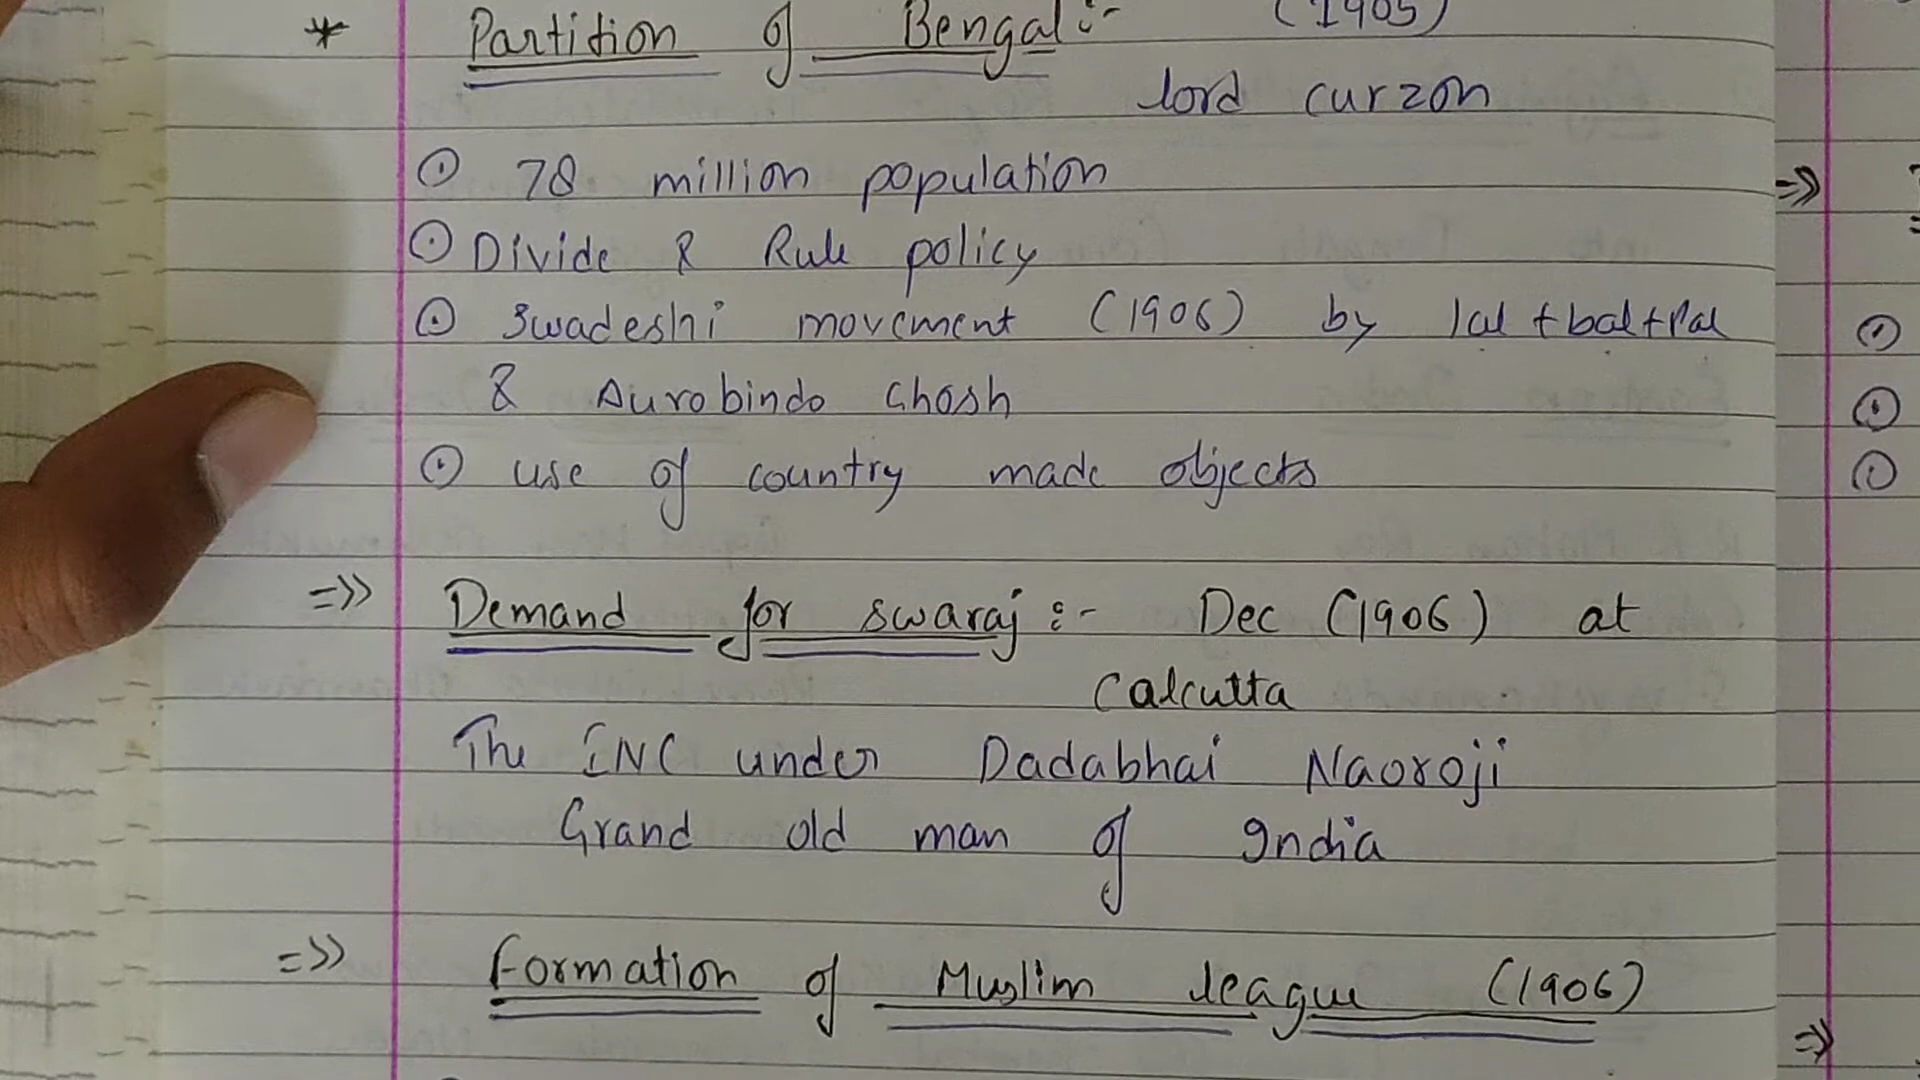 * Partition of Bengal :- (1905)
lord curzon
78 million population
Divide & Rule policy
Swadeshi movement (1906) by lal + bal + Pal
& Aurobindo Ghosh
use of country made objects
=>> Demand for swaraj :- Dec (1906) at
Calcutta
The INC under Dadabhai Naoroji
Grand old man of India
=>> Formation of Muslim league (1906)